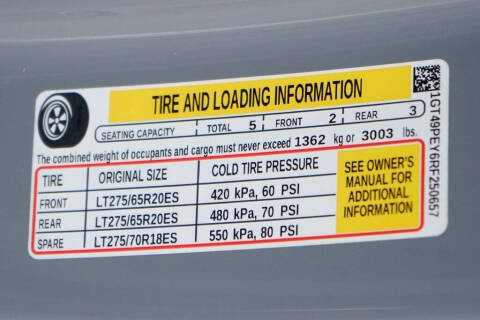 TIRE AND LOADING INFORMATION
SEATING CAPACITY TOTAL 5 FRONT 2 REAR 3
The combined weight of occupants and cargo must never exceed 1362 kg or 3003 lbs.
TIRE ORIGINAL SIZE COLD TIRE PRESSURE
FRONT LT275/65R20ES 420 kPa, 60 PSI
REAR LT275/65R20ES 480 kPa, 70 PSI
SPARE LT275/70R18ES 550 kPa, 80 PSI
SEE OWNER'S
MANUAL FOR
ADDITIONAL
INFORMATION
1GT49PEY6RF250657